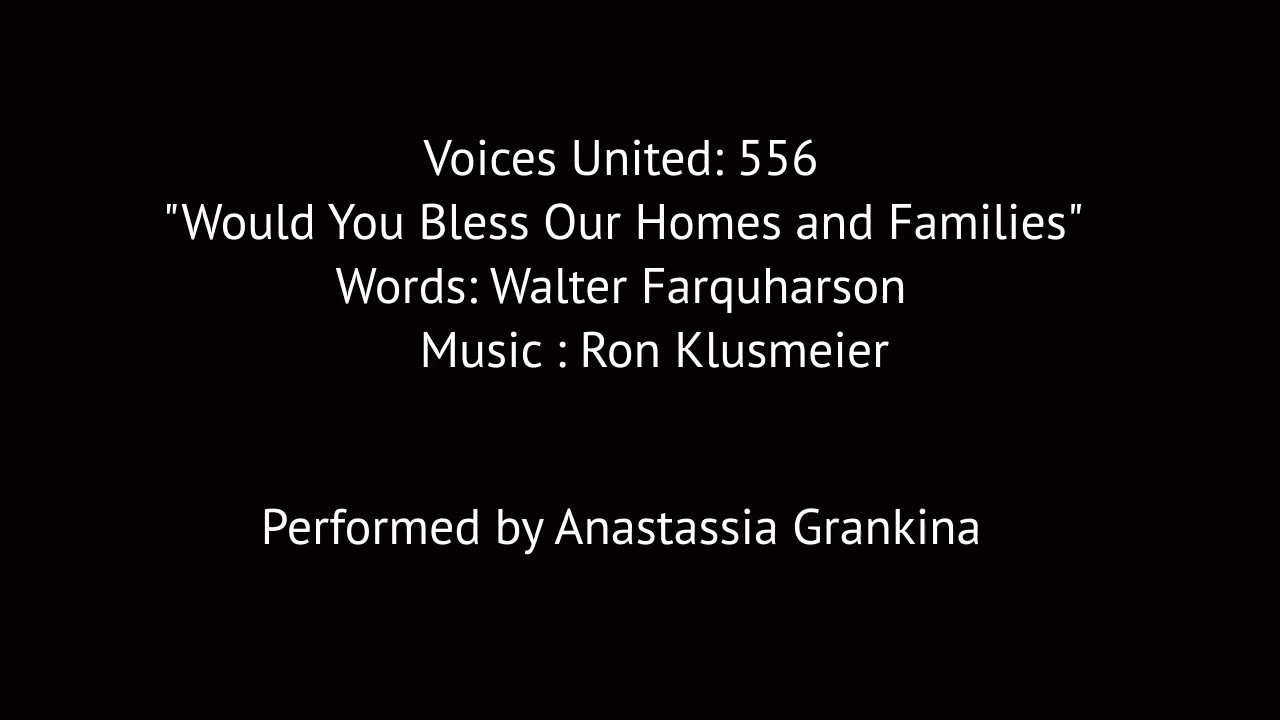 Voices United: 556
"Would You Bless Our Homes and Families"
Words: Walter Farquharson
Music : Ron Klusmeier
Performed by Anastassia Grankina